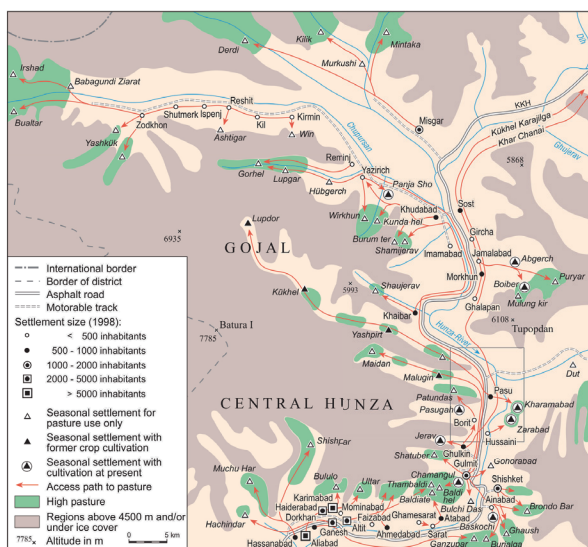 Irshad
Babagundi Ziarat
Bualtar
Yashkük
Zodkhon
Shutmerk
Ispenj
Reshit
Kil
Kirmin
Ashtigar
Win
Derdi
Kilik
Mintaka
Murkushi
Misgar
Chupursan
KKH
Kükhel Karajilga
Khar Chanai
Dih
Ghujerav
5868
Reminj
Yazirich
Gorhel
Lupgar
Hübgerch
Panja Sho
Wirkhun
Kunda hel
Khudabad
Sost
Burum ter
Shamijerav
Gircha
Imamabad
Jamalabad
Abgerch
Morkhun
Boiber
Puryar
Mulung kir
Ghalapan
6108
Tupopdan
Lupdor
6935
GOJAL
Shaujerav
5993
Khaibar
Kükhel
Hunza-River
Yashpirt
Batura I
7785
Maidan
Malugin
Dut
Pasu
Patundas
Kharamabad
Pasugan
Borit
Zarabad
CENTRAL HUNZA
Hussaini
Jerav
Shishpar
Ghulkin
Shatuber
Gulmit
Gonorabad
Muchu Har
Bululo
Ultar
Chamangul
Thambaldi
Baldi
hel
Shishket
Karimabad
Haiderabad
Mominabad
Baldiate
Bulchi Das
Ainabad
Brondo Bar
Hachindar
Dorkhan
Faizabad
Ghamesarat
Atabad
Baskochi
Ganesh
Altit
Ahmedabad
Sarat
Ghaush
Hassanabad
Aliabad
Ganzupar
Burialga
International border
Border of district
Asphalt road
Motorable track
Settlement size (1998):
< 500 inhabitants
500 - 1000 inhabitants
1000 - 2000 inhabitants
2000 - 5000 inhabitants
> 5000 inhabitants
Seasonal settlement for
pasture use only
Seasonal settlement with
former crop cultivation
Seasonal settlement with
cultivation at present
Access path to pasture
High pasture
Regions above 4500 m and/or
under ice cover
7785 Altitude in m
0
5 km